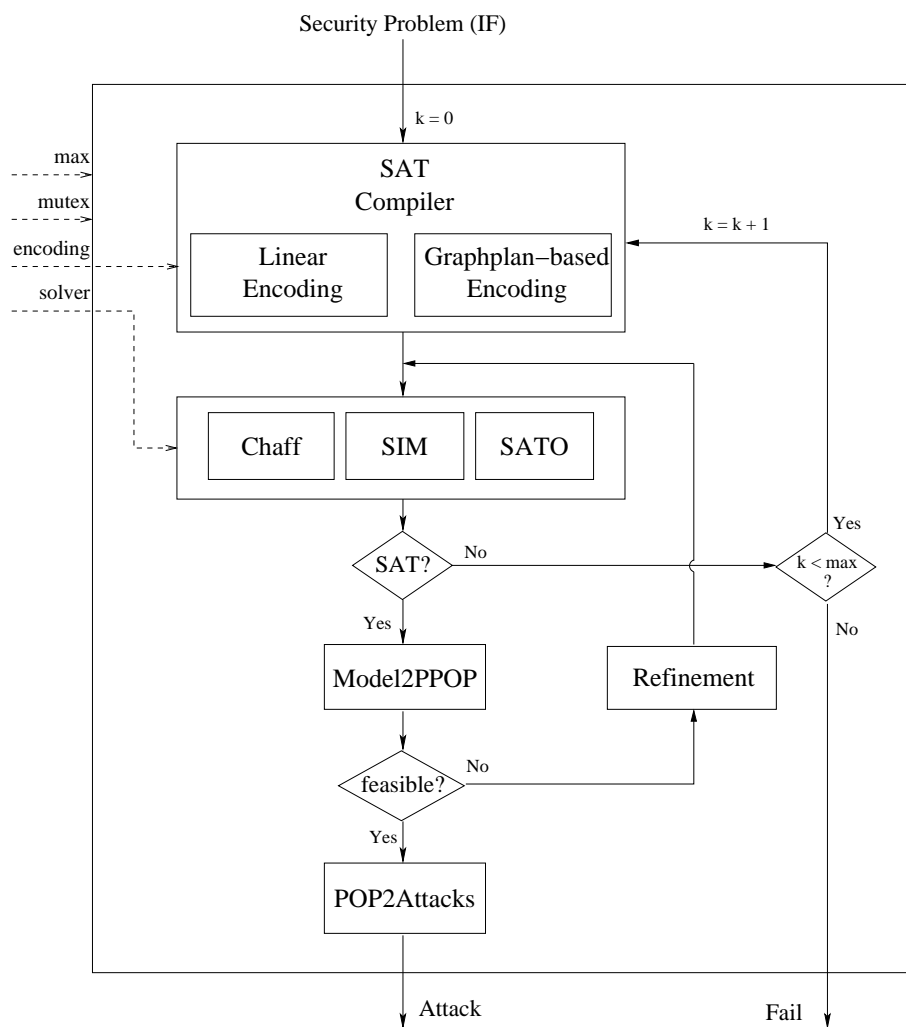 Security Problem (IF)
k = 0
max
SAT
Compiler
mutex
k = k + 1
encoding
Linear
Encoding
Graphplan−based
Encoding
solver
Chaff
SIM
SATO
Yes
SAT?
No
k < max
?
Yes
No
Model2PPOP
Refinement
feasible?
No
Yes
POP2Attacks
Attack
Fail